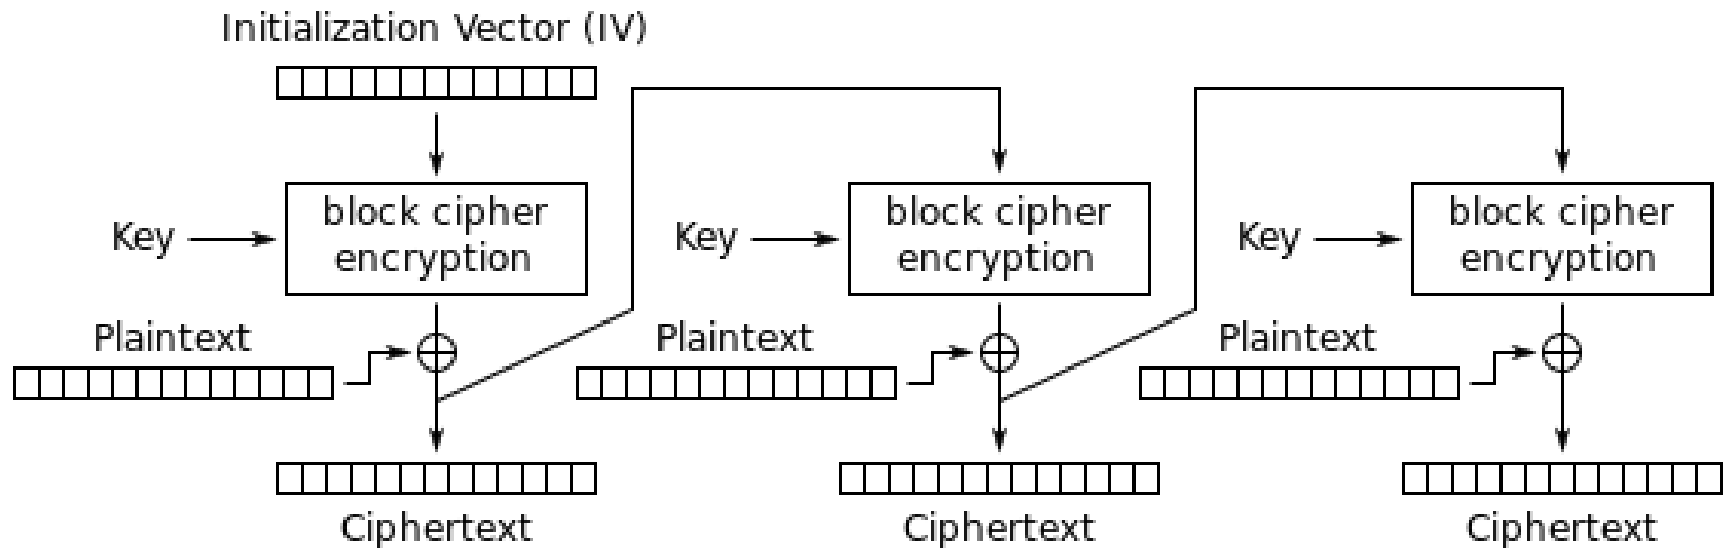 Initialization Vector (IV)
Key
block cipher
encryption
Key
block cipher
encryption
Key
block cipher
encryption
Plaintext
Plaintext
Plaintext
Ciphertext
Ciphertext
Ciphertext